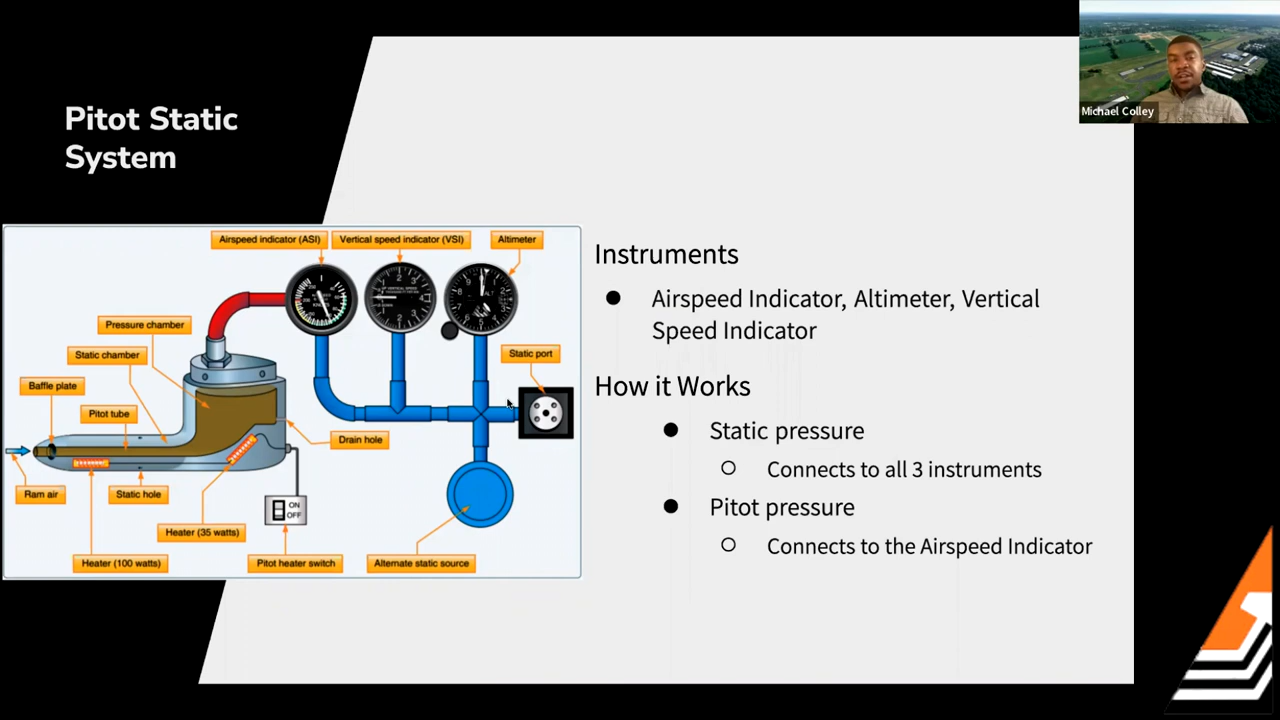 Pitot Static
System
Michael Colley
Airspeed indicator (ASI)
Vertical speed indicator (VSI)
Altimeter
Pressure chamber
Static chamber
Baffle plate
Pitot tube
Ram air
Static hole
Heater (35 watts)
Heater (100 watts)
Drain hole
ON
OFF
Pitot heater switch
Alternate static source
Static port
Instruments
● Airspeed Indicator, Altimeter, Vertical
Speed Indicator
How it Works
● Static pressure
○ Connects to all 3 instruments
● Pitot pressure
○ Connects to the Airspeed Indicator